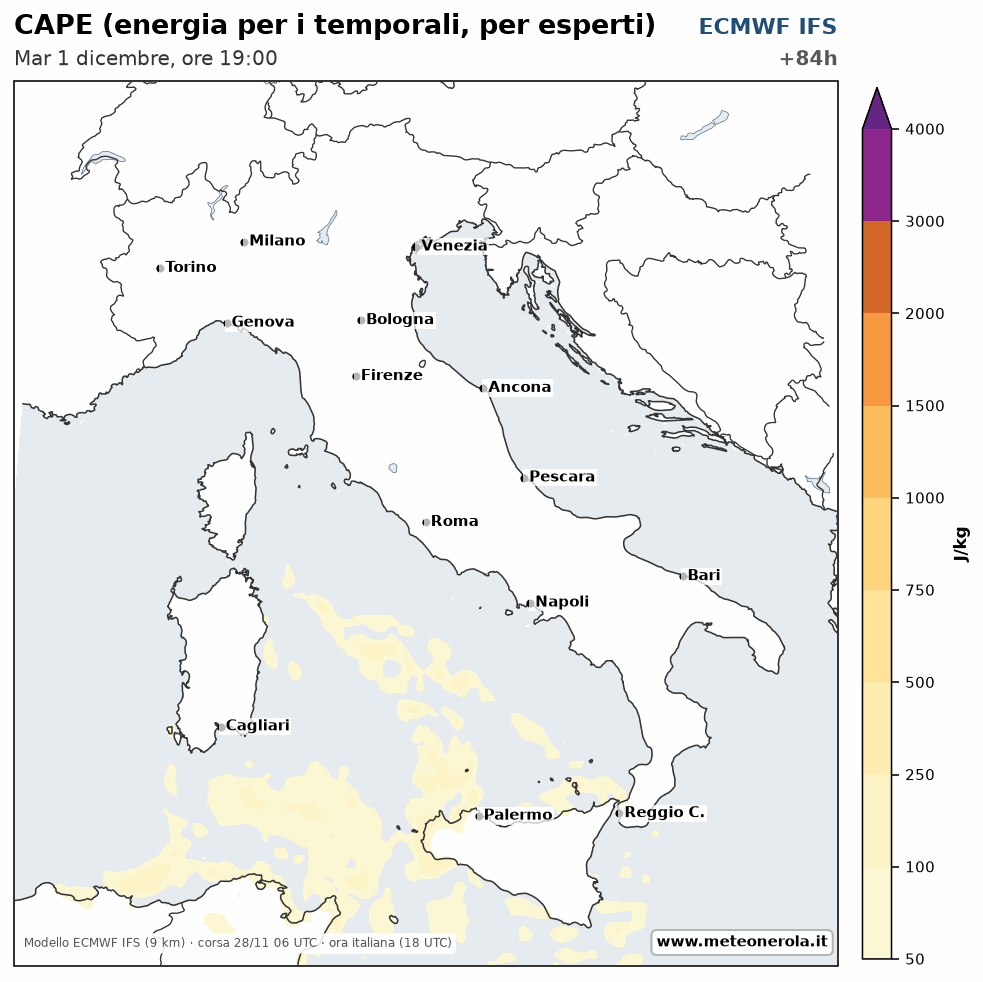 CAPE (energia per i temporali, per esperti)
ECMWF IFS
Mar 1 dicembre, ore 19:00
+84h
4000
3000
2000
1500
1000
750
500
250
100
50
J/kg
Milano
Venezia
Torino
Genova
Bologna
Firenze
Ancona
Pescara
Roma
Bari
Napoli
Cagliari
Palermo
Reggio C.
Modello ECMWF IFS (9 km) · corsa 28/11 06 UTC · ora italiana (18 UTC)
www.meteonerola.it